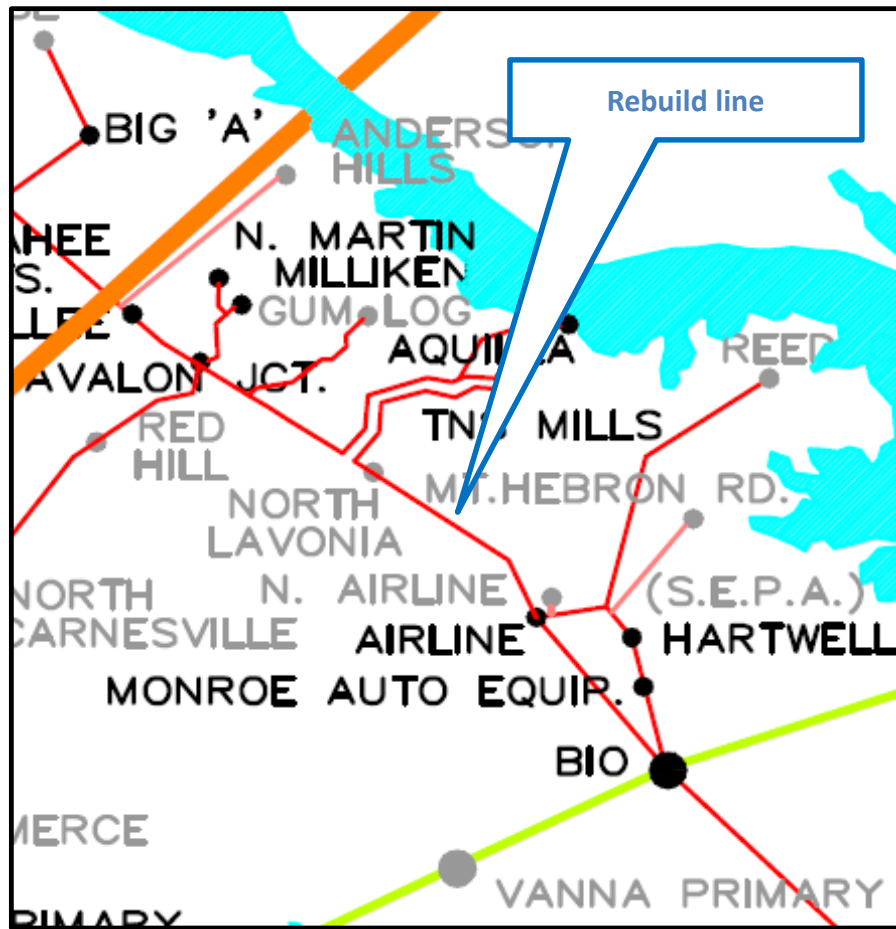 Rebuild line
BIG 'A'
HILLS
N. MARTIN
MILLIKEN
GUM LOG
AVALON JCT.
AQUILLA
REED
RED
HILL
TNS MILLS
NORTH
LAVONIA
MT.HEBRON RD.
NORTH
N. AIRLINE
(S.E.P.A.)
CARNESVILLE
AIRLINE
HARTWELL
MONROE AUTO EQUIP.
BIO
VANNA PRIMARY